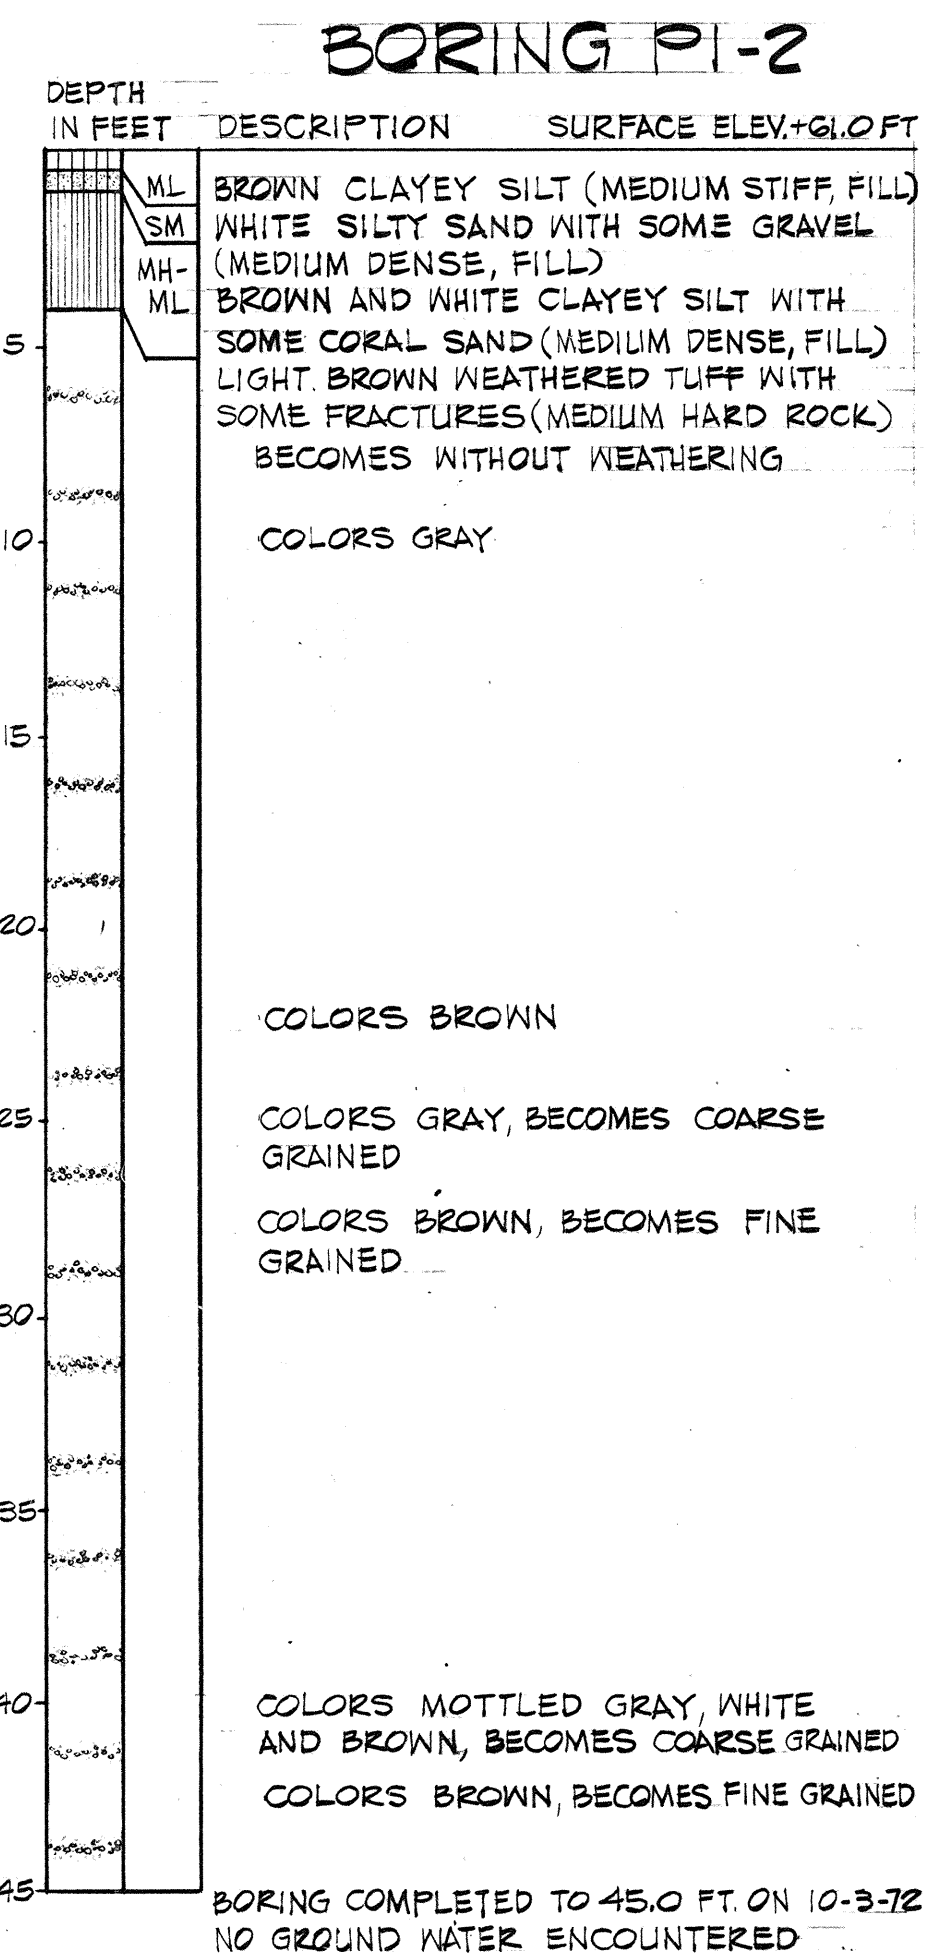 BORING P1-2
DEPTH
IN FEET DESCRIPTION SURFACE ELEV.+61.0 FT
ML BROWN CLAYEY SILT (MEDIUM STIFF, FILL)
SM WHITE SILTY SAND WITH SOME GRAVEL
MH- (MEDIUM DENSE, FILL)
ML BROWN AND WHITE CLAYEY SILT WITH
5 SOME CORAL SAND (MEDIUM DENSE, FILL)
LIGHT BROWN WEATHERED TUFF WITH
SOME FRACTURES (MEDIUM HARD ROCK)
BECOMES WITHOUT WEATHERING
10 COLORS GRAY
15
20
COLORS BROWN
25 COLORS GRAY, BECOMES COARSE
GRAINED
COLORS BROWN, BECOMES FINE
GRAINED
30
35
40 COLORS MOTTLED GRAY, WHITE
AND BROWN, BECOMES COARSE GRAINED
COLORS BROWN, BECOMES FINE GRAINED
45 BORING COMPLETED TO 45.0 FT. ON 10-3-72
NO GROUND WATER ENCOUNTERED